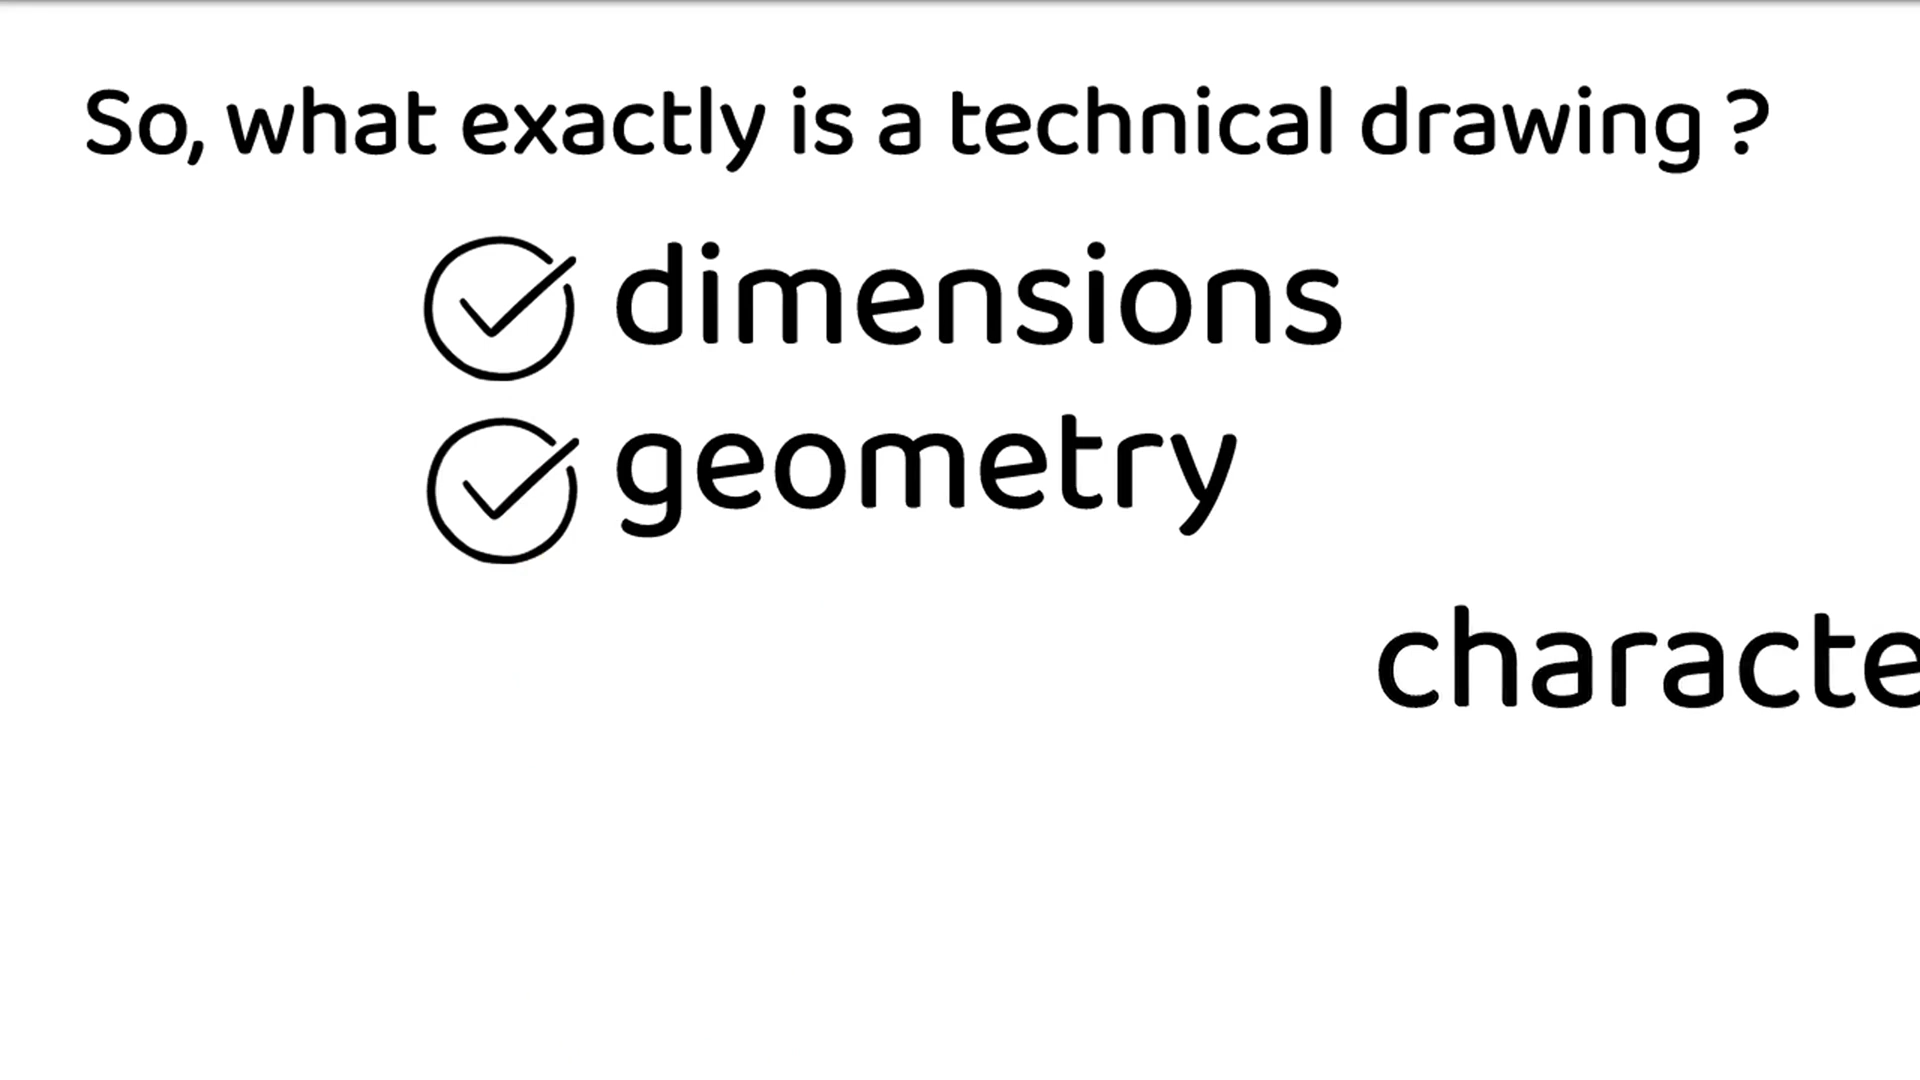 So, what exactly is a technical drawing ?
dimensions
geometry
characte